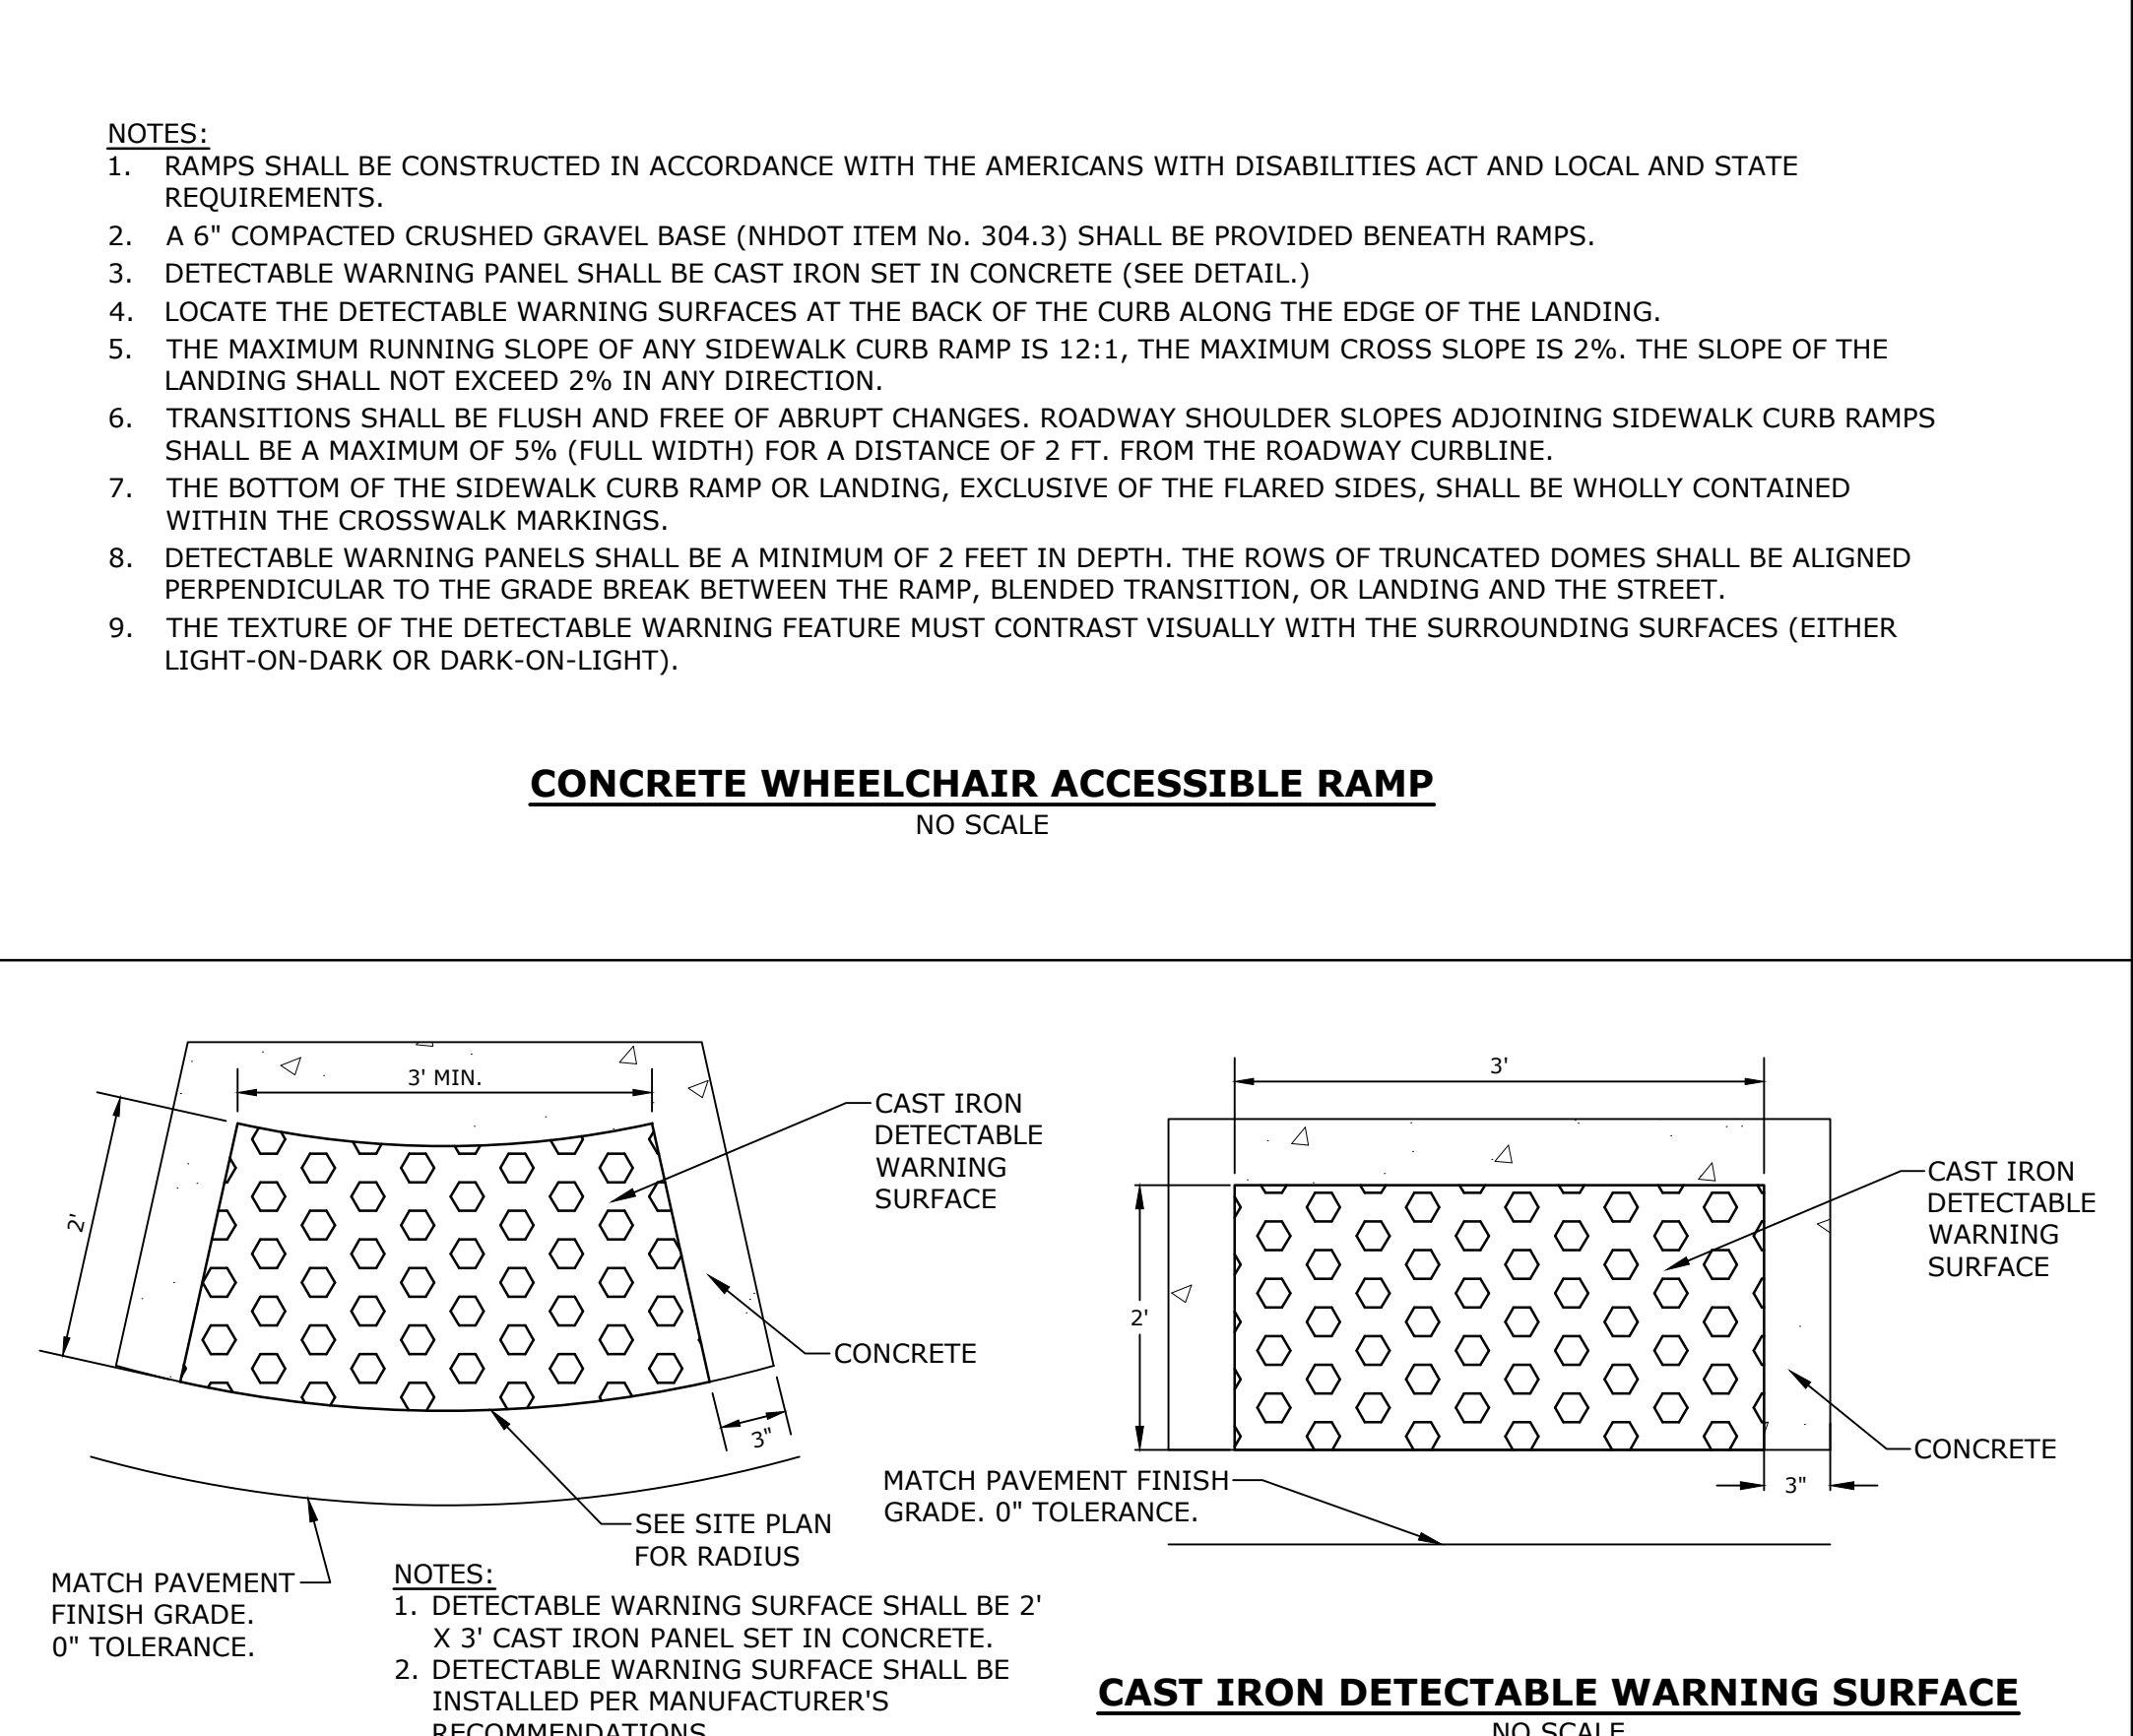 NOTES:
1. RAMPS SHALL BE CONSTRUCTED IN ACCORDANCE WITH THE AMERICANS WITH DISABILITIES ACT AND LOCAL AND STATE
REQUIREMENTS.
2. A 6" COMPACTED CRUSHED GRAVEL BASE (NHDOT ITEM No. 304.3) SHALL BE PROVIDED BENEATH RAMPS.
3. DETECTABLE WARNING PANEL SHALL BE CAST IRON SET IN CONCRETE (SEE DETAIL.)
4. LOCATE THE DETECTABLE WARNING SURFACES AT THE BACK OF THE CURB ALONG THE EDGE OF THE LANDING.
5. THE MAXIMUM RUNNING SLOPE OF ANY SIDEWALK CURB RAMP IS 12:1, THE MAXIMUM CROSS SLOPE IS 2%. THE SLOPE OF THE
LANDING SHALL NOT EXCEED 2% IN ANY DIRECTION.
6. TRANSITIONS SHALL BE FLUSH AND FREE OF ABRUPT CHANGES. ROADWAY SHOULDER SLOPES ADJOINING SIDEWALK CURB RAMPS
SHALL BE A MAXIMUM OF 5% (FULL WIDTH) FOR A DISTANCE OF 2 FT. FROM THE ROADWAY CURBLINE.
7. THE BOTTOM OF THE SIDEWALK CURB RAMP OR LANDING, EXCLUSIVE OF THE FLARED SIDES, SHALL BE WHOLLY CONTAINED
WITHIN THE CROSSWALK MARKINGS.
8. DETECTABLE WARNING PANELS SHALL BE A MINIMUM OF 2 FEET IN DEPTH. THE ROWS OF TRUNCATED DOMES SHALL BE ALIGNED
PERPENDICULAR TO THE GRADE BREAK BETWEEN THE RAMP, BLENDED TRANSITION, OR LANDING AND THE STREET.
9. THE TEXTURE OF THE DETECTABLE WARNING FEATURE MUST CONTRAST VISUALLY WITH THE SURROUNDING SURFACES (EITHER
LIGHT-ON-DARK OR DARK-ON-LIGHT).
CONCRETE WHEELCHAIR ACCESSIBLE RAMP
NO SCALE
3' MIN.
2'
CAST IRON
DETECTABLE
WARNING
SURFACE
CONCRETE
3"
SEE SITE PLAN
FOR RADIUS
MATCH PAVEMENT
FINISH GRADE.
0" TOLERANCE.
3'
2'
CAST IRON
DETECTABLE
WARNING
SURFACE
CONCRETE
3"
MATCH PAVEMENT FINISH
GRADE. 0" TOLERANCE.
NOTES:
1. DETECTABLE WARNING SURFACE SHALL BE 2'
X 3' CAST IRON PANEL SET IN CONCRETE.
2. DETECTABLE WARNING SURFACE SHALL BE
INSTALLED PER MANUFACTURER'S
RECOMMENDATIONS
CAST IRON DETECTABLE WARNING SURFACE
NO SCALE